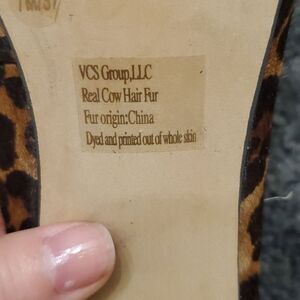 VCS Group,LLC
Real Cow Hair Fur
Fur origin:China
Dyed and printed out of whole skin